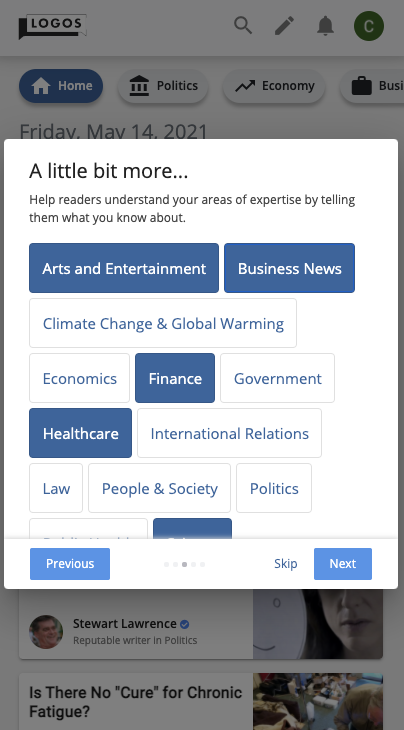 LOGOS
C
Home
Politics
Economy
Busi
Friday, May 14, 2021
A little bit more...
Help readers understand your areas of expertise by telling
them what you know about.
Arts and Entertainment
Business News
Climate Change & Global Warming
Economics
Finance
Government
Healthcare
International Relations
Law
People & Society
Politics
Previous
Skip
Next
Stewart Lawrence
Reputable writer in Politics
Is There No "Cure" for Chronic
Fatigue?